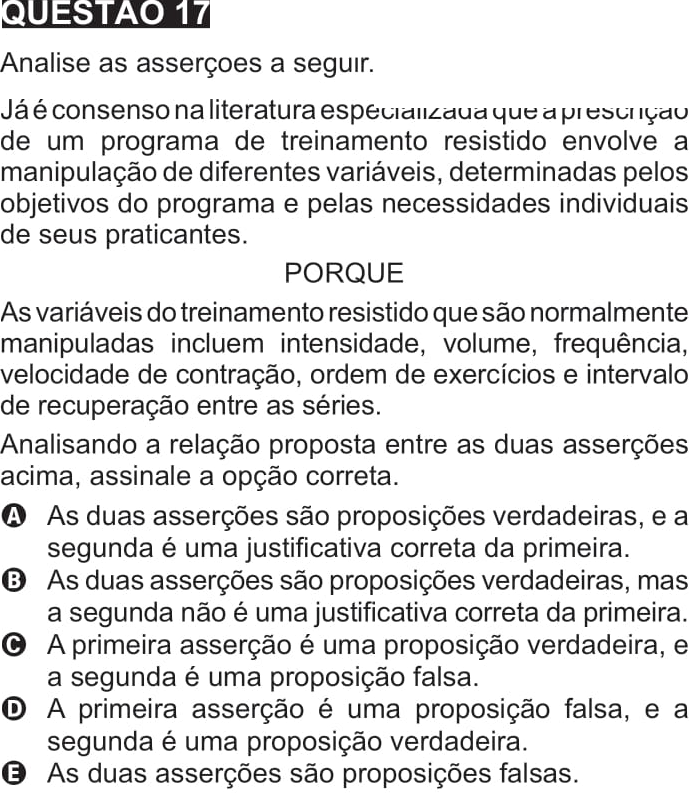 QUESTÃO 17
Analise as asserções a seguir.
Já é consenso na literatura especializada que a prescrição
de um programa de treinamento resistido envolve a
manipulação de diferentes variáveis, determinadas pelos
objetivos do programa e pelas necessidades individuais
de seus praticantes.
PORQUE
As variáveis do treinamento resistido que são normalmente
manipuladas incluem intensidade, volume, frequência,
velocidade de contração, ordem de exercícios e intervalo
de recuperação entre as séries.
Analisando a relação proposta entre as duas asserções
acima, assinale a opção correta.
A As duas asserções são proposições verdadeiras, e a
segunda é uma justificativa correta da primeira.
B As duas asserções são proposições verdadeiras, mas
a segunda não é uma justificativa correta da primeira.
C A primeira asserção é uma proposição verdadeira, e
a segunda é uma proposição falsa.
D A primeira asserção é uma proposição falsa, e a
segunda é uma proposição verdadeira.
E As duas asserções são proposições falsas.